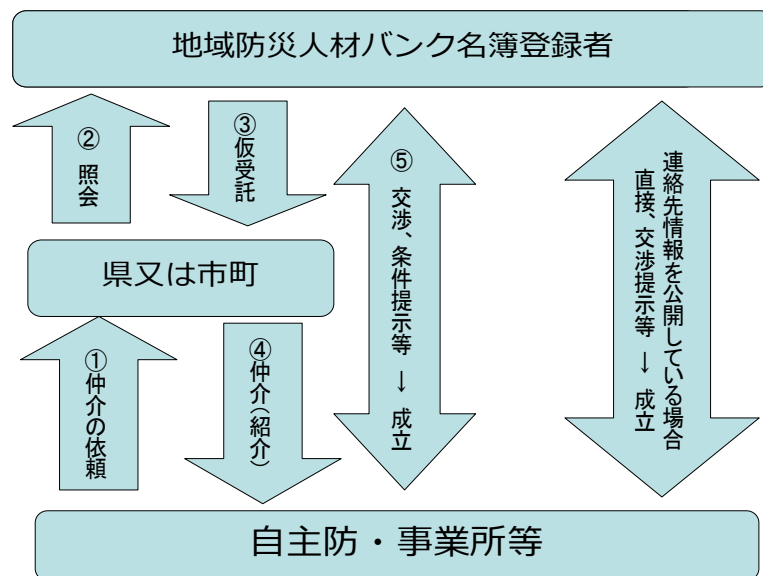 地域防災人材バンク名簿登録者
② 照会
③仮受託
⑤ 交渉、条件提示等 → 成立
連絡先情報を公開している場合
直接、交渉提示等 → 成立
県又は市町
①仲介の依頼
④仲介(紹介)
自主防・事業所等